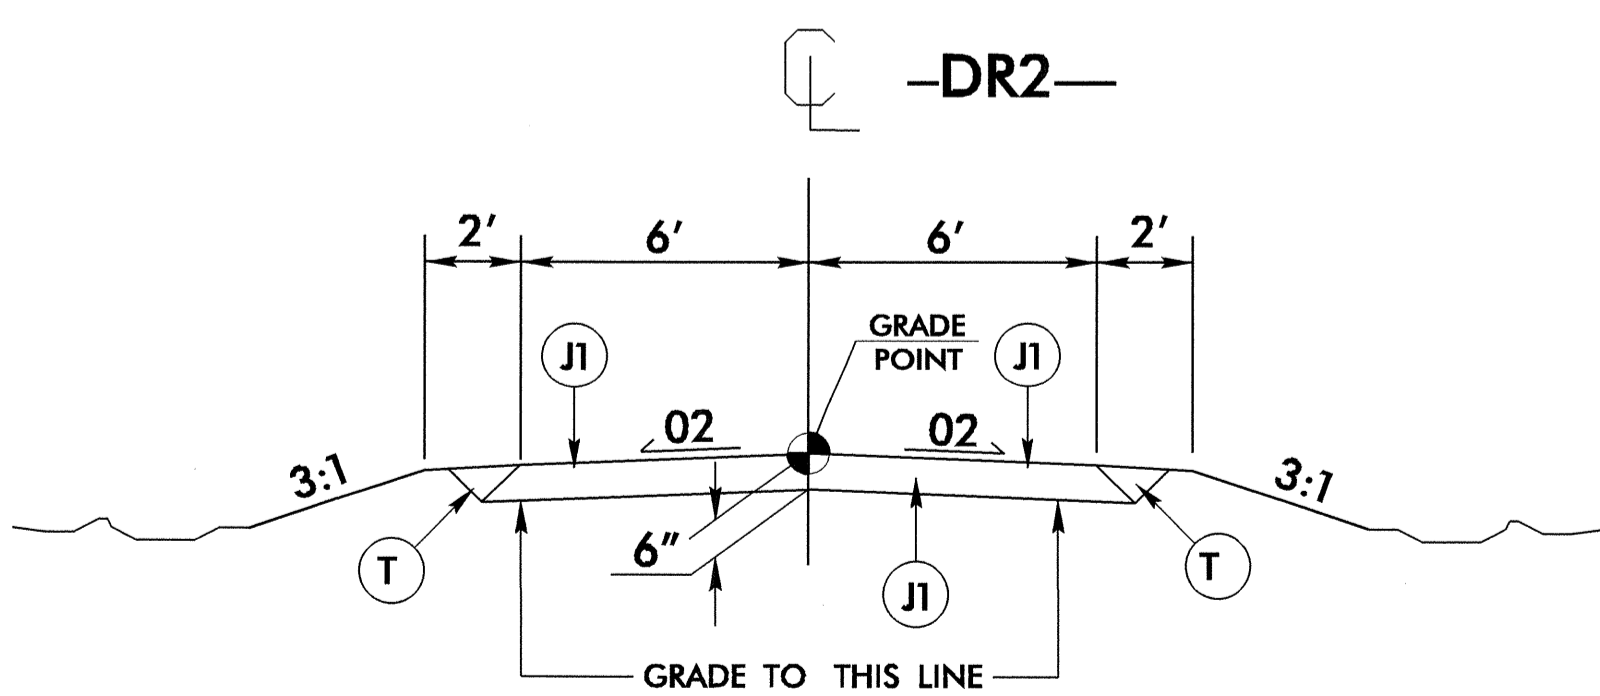 CL –DR2–
2' 6' 6' 2'
GRADE
POINT
J1 J1
02 02
3:1 3:1
6"
T J1 T
GRADE TO THIS LINE